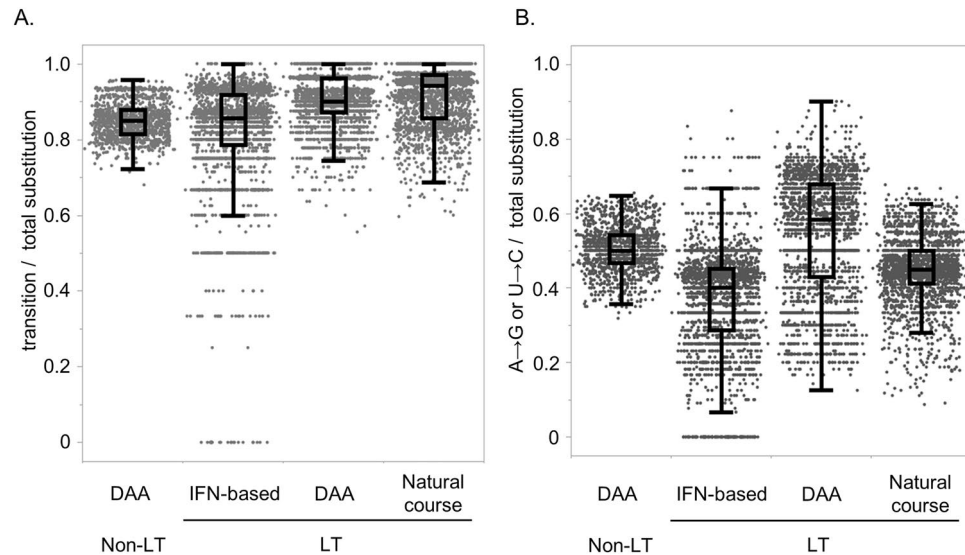 A.
transition / total substitution
1.0
0.8
0.6
0.4
0.2
0
DAA
IFN-based
DAA
Natural
course
Non-LT
LT
B.
A→G or U→C / total substitution
1.0
0.8
0.6
0.4
0.2
0
DAA
IFN-based
DAA
Natural
course
Non-LT
LT